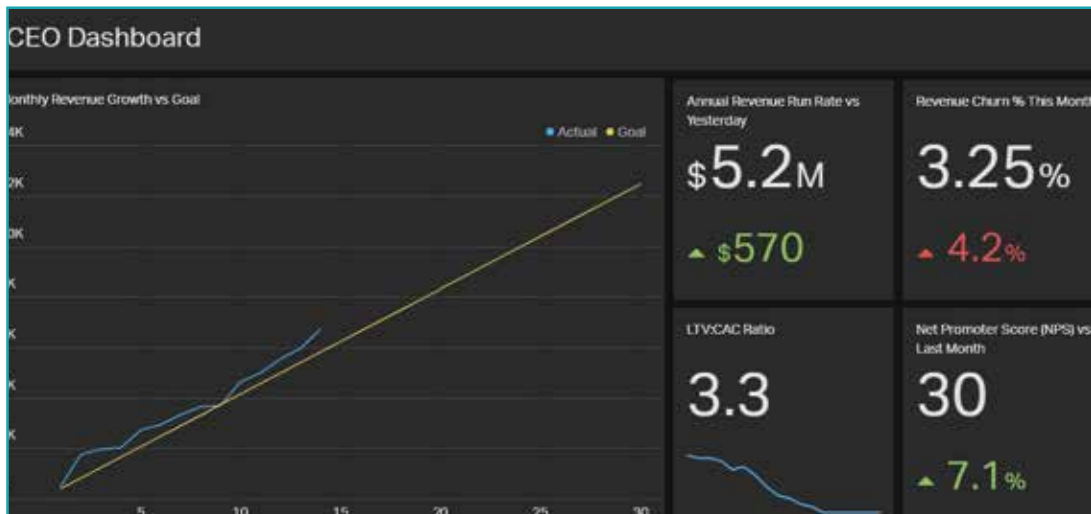 CEO Dashboard
onthly Revenue Growth vs Goal
Actual Goal
4K
2K
0K
K
K
K
K
5 10 15 20 25 30
Annual Revenue Run Rate vs
Yesterday
$5.2M
$570
Revenue Churn % This Month
3.25%
4.2%
LTV:CAC Ratio
3.3
Net Promoter Score (NPS) vs
Last Month
30
7.1%